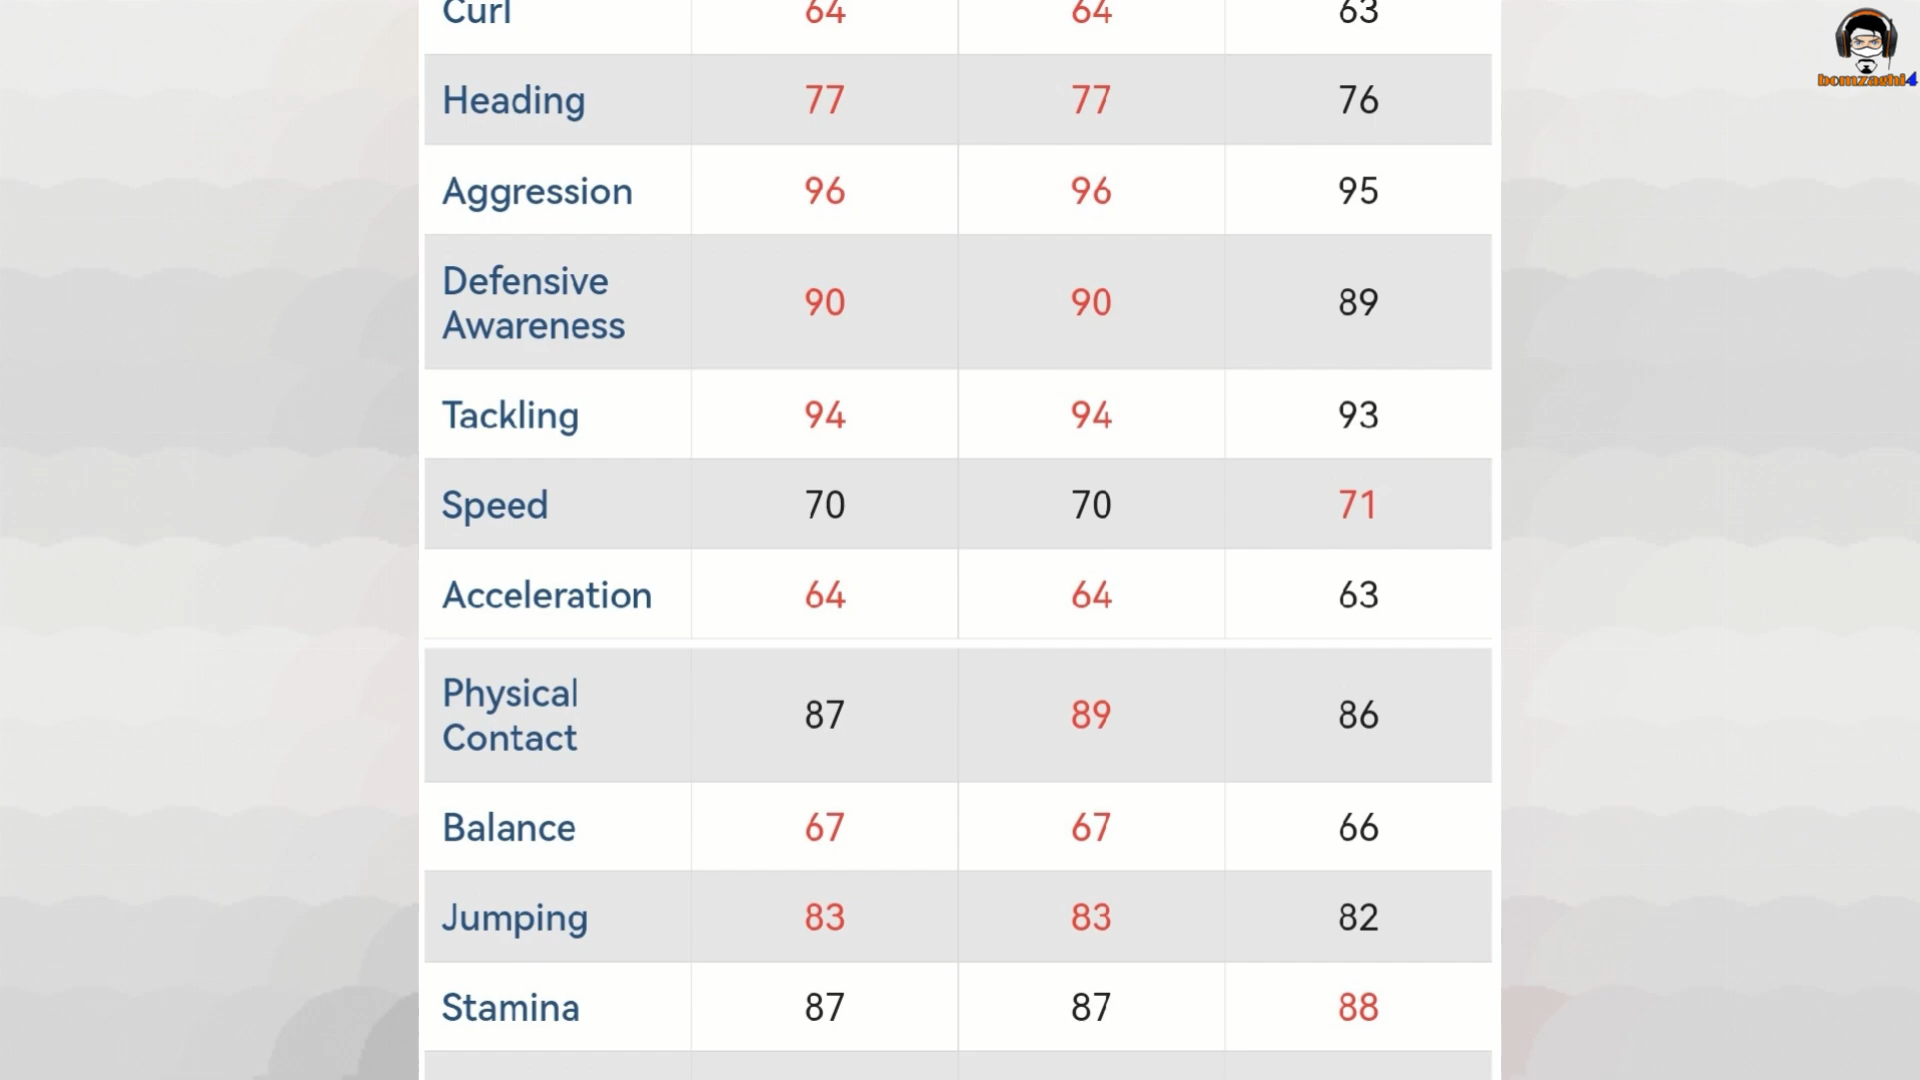 Curl 64 64 63
bomzaghi4
Heading 77 77 76
Aggression 96 96 95
Defensive
Awareness 90 90 89
Tackling 94 94 93
Speed 70 70 71
Acceleration 64 64 63
Physical
Contact 87 89 86
Balance 67 67 66
Jumping 83 83 82
Stamina 87 87 88